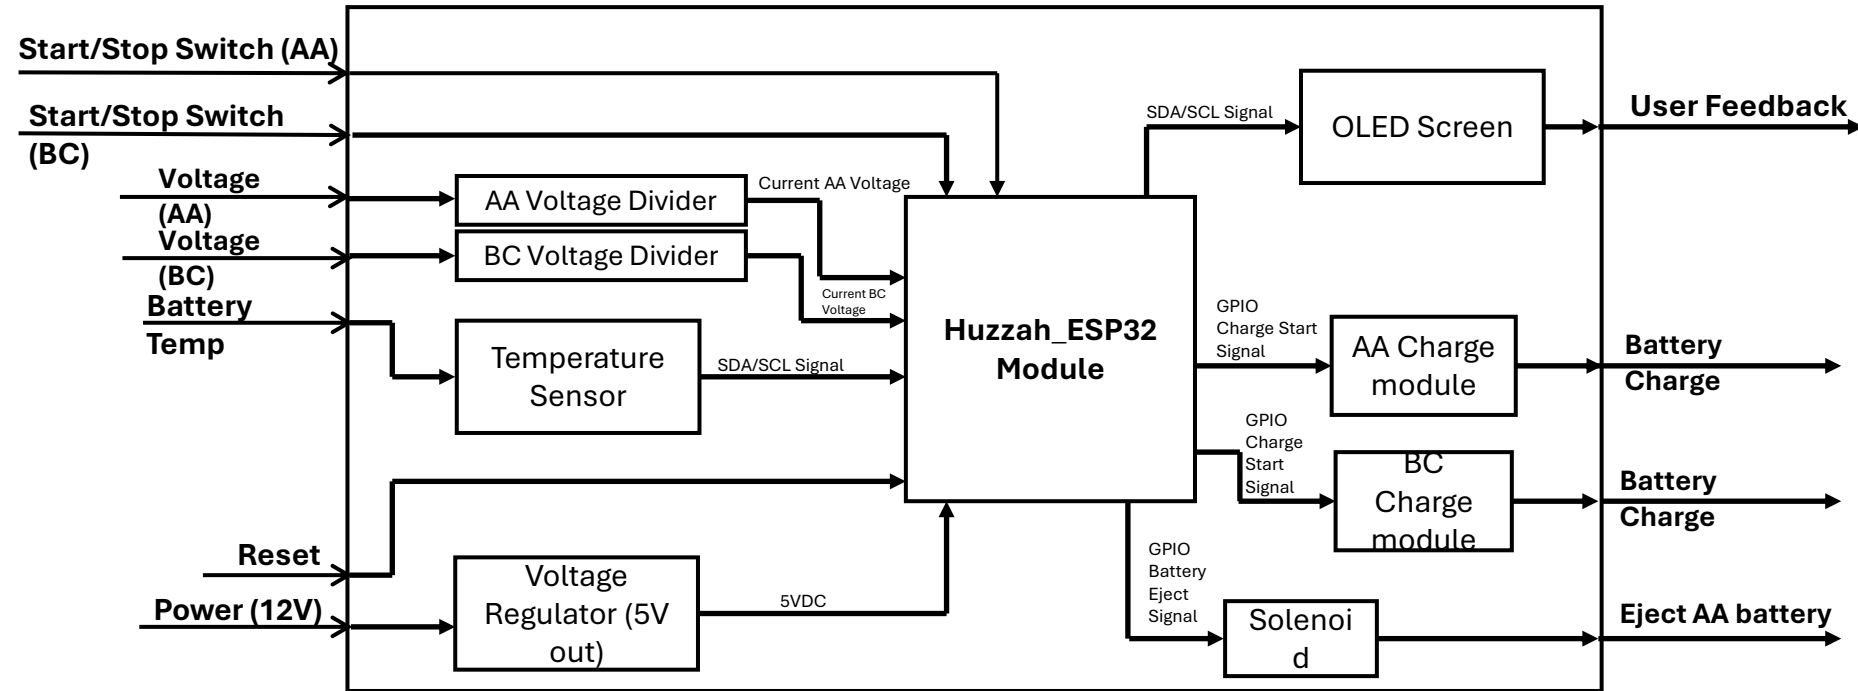 Start/Stop Switch (AA)
Start/Stop Switch
(BC)
Voltage
(AA)
Voltage
(BC)
Battery
Temp
Reset
Power (12V)
AA Voltage Divider
BC Voltage Divider
Temperature
Sensor
Voltage
Regulator (5V
out)
Current AA Voltage
Current BC
Voltage
SDA/SCL Signal
5VDC
Huzzah_ESP32
Module
SDA/SCL Signal
OLED Screen
User Feedback
GPIO
Charge Start
Signal
AA Charge
module
Battery
Charge
GPIO
Charge
Start
Signal
BC
Charge
module
Battery
Charge
GPIO
Battery
Eject
Signal
Solenoi
d
Eject AA battery